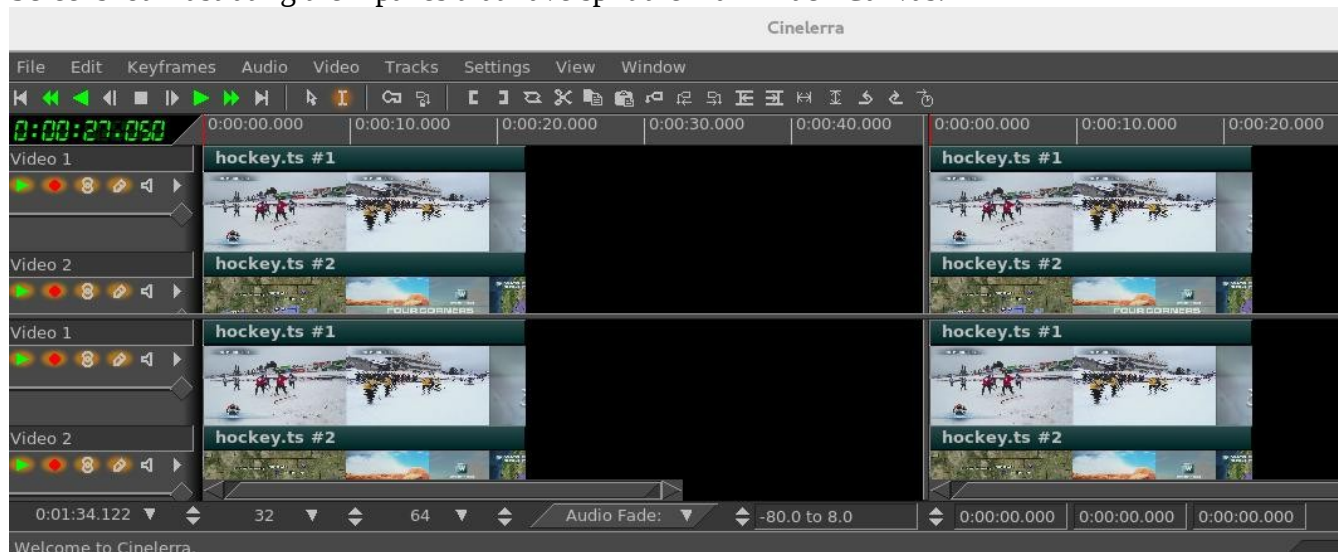 Cinelerra
File Edit Keyframes Audio Video Tracks Settings View Window
0:00:27.050 0:00:00.000 0:00:10.000 0:00:20.000 0:00:30.000 0:00:40.000 0:00:00.000 0:00:10.000 0:00:20.000
Video 1 hockey.ts #1 hockey.ts #1
Video 2 hockey.ts #2 hockey.ts #2
FOUR CORNERS FOUR CORNERS
Video 1 hockey.ts #1 hockey.ts #1
Video 2 hockey.ts #2 hockey.ts #2
0:01:34.122 32 64 Audio Fade: -80.0 to 8.0 0:00:00.000 0:00:00.000 0:00:00.000
Welcome to Cinelerra.